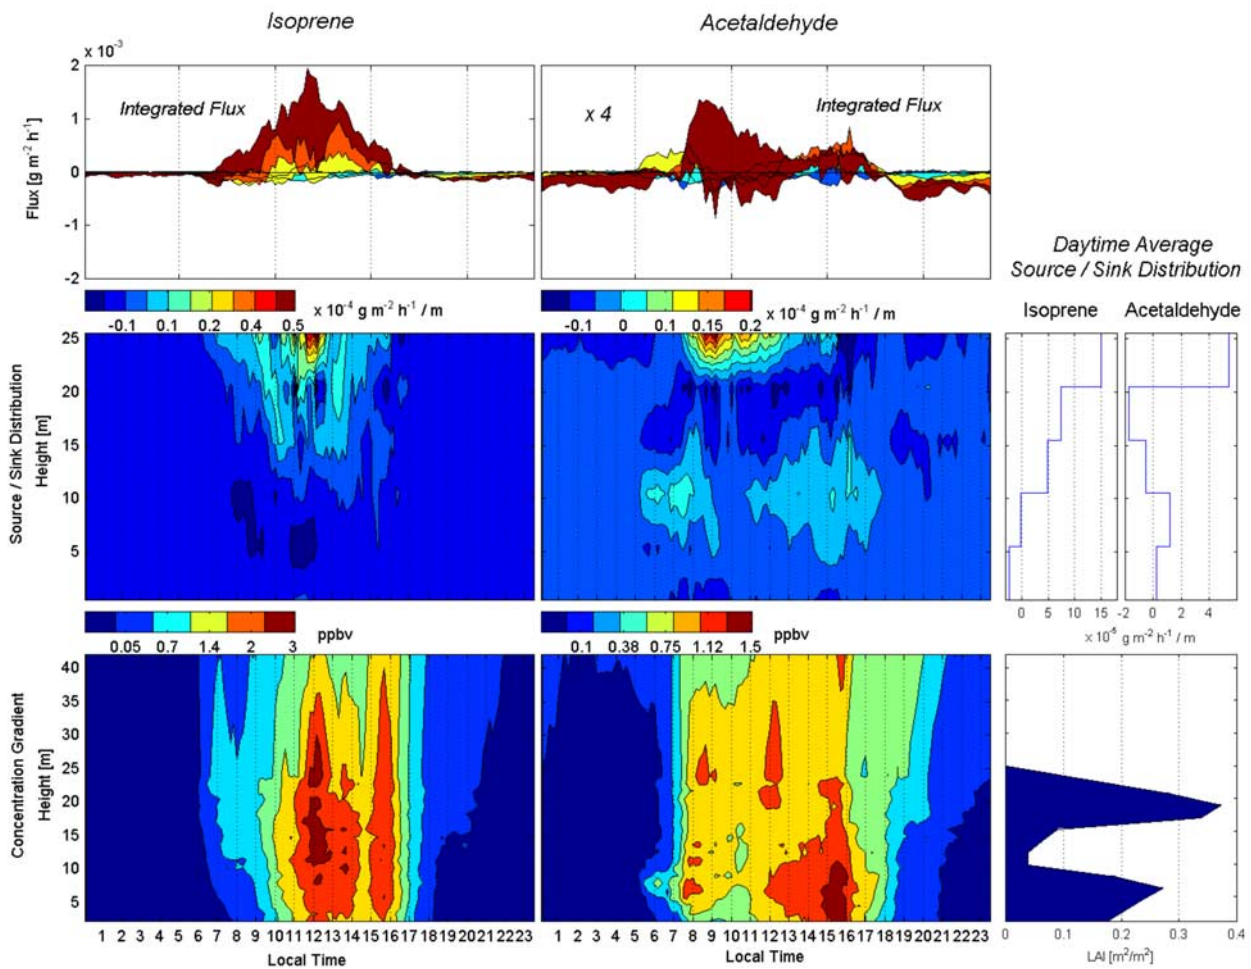 Isoprene
Acetaldehyde
x 10⁻³
2
1
0
-1
-2
Flux [g m⁻² h⁻¹]
Integrated Flux
x 4
Integrated Flux
Daytime Average
Source / Sink Distribution
Isoprene
Acetaldehyde
-0.1 0.1 0.2 0.4 0.5
x 10⁻⁴ g m⁻² h⁻¹ / m
-0.1 0 0.1 0.15 0.2
x 10⁻⁴ g m⁻² h⁻¹ / m
Source / Sink Distribution
Height [m]
25
20
15
10
5
0 5 10 15
-2 0 2 4
x 10⁻⁵ g m⁻² h⁻¹ / m
0.05 0.7 1.4 2 3
ppbv
0.1 0.38 0.75 1.12 1.5
ppbv
Concentration Gradient
Height [m]
40
35
30
25
20
15
10
5
1 2 3 4 5 6 7 8 9 10 11 12 13 14 15 16 17 18 19 20 21 22 23
Local Time
1 2 3 4 5 6 7 8 9 10 11 12 13 14 15 16 17 18 19 20 21 22 23
Local Time
0 0.1 0.2 0.3 0.4
LAI [m²/m²]